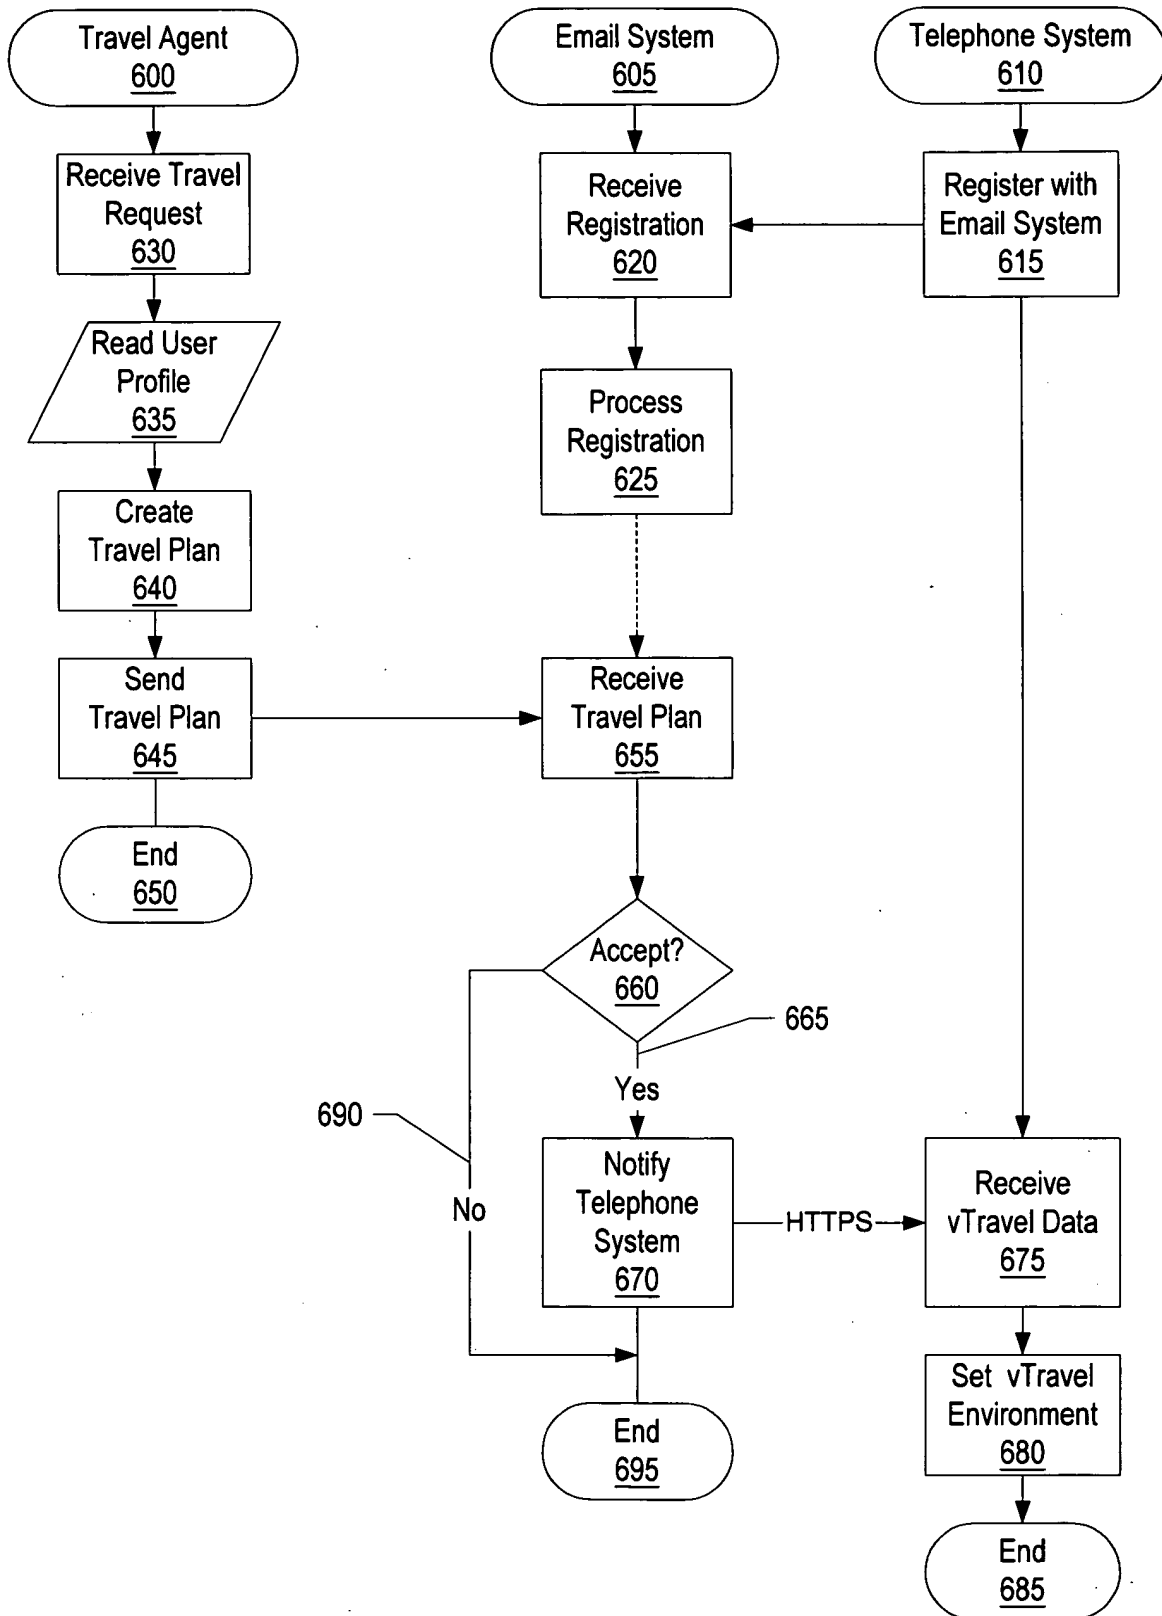 Travel Agent
600
Email System
605
Telephone System
610
Receive Travel
Request
630
Receive
Registration
620
Register with
Email System
615
Read User
Profile
635
Process
Registration
625
Create
Travel Plan
640
Send
Travel Plan
645
Receive
Travel Plan
655
End
650
Accept?
660
665
Yes
690
No
Notify
Telephone
System
670
HTTPS
Receive
vTravel Data
675
Set vTravel
Environment
680
End
695
End
685